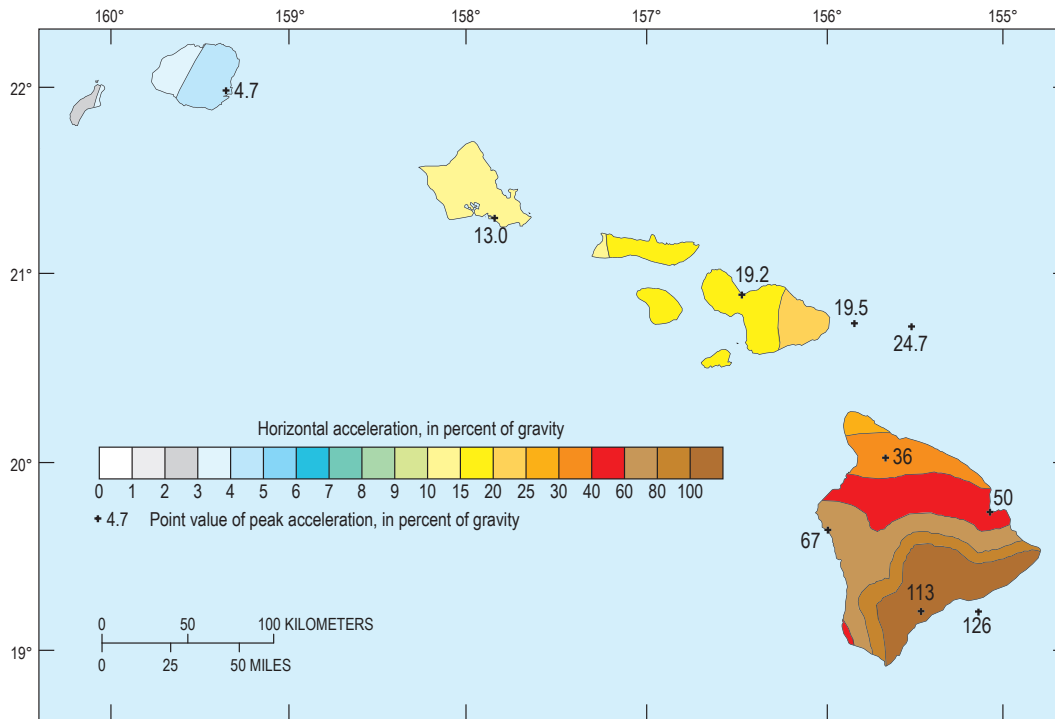 160° 159° 158° 157° 156° 155°
22°
4.7
13.0
21°
19.2
19.5
24.7
Horizontal acceleration, in percent of gravity
20°
36
0 1 2 3 4 5 6 7 8 9 10 15 20 25 30 40 60 80 100
50
4.7 Point value of peak acceleration, in percent of gravity
67
113
126
0 50 100 KILOMETERS
19°
0 25 50 MILES